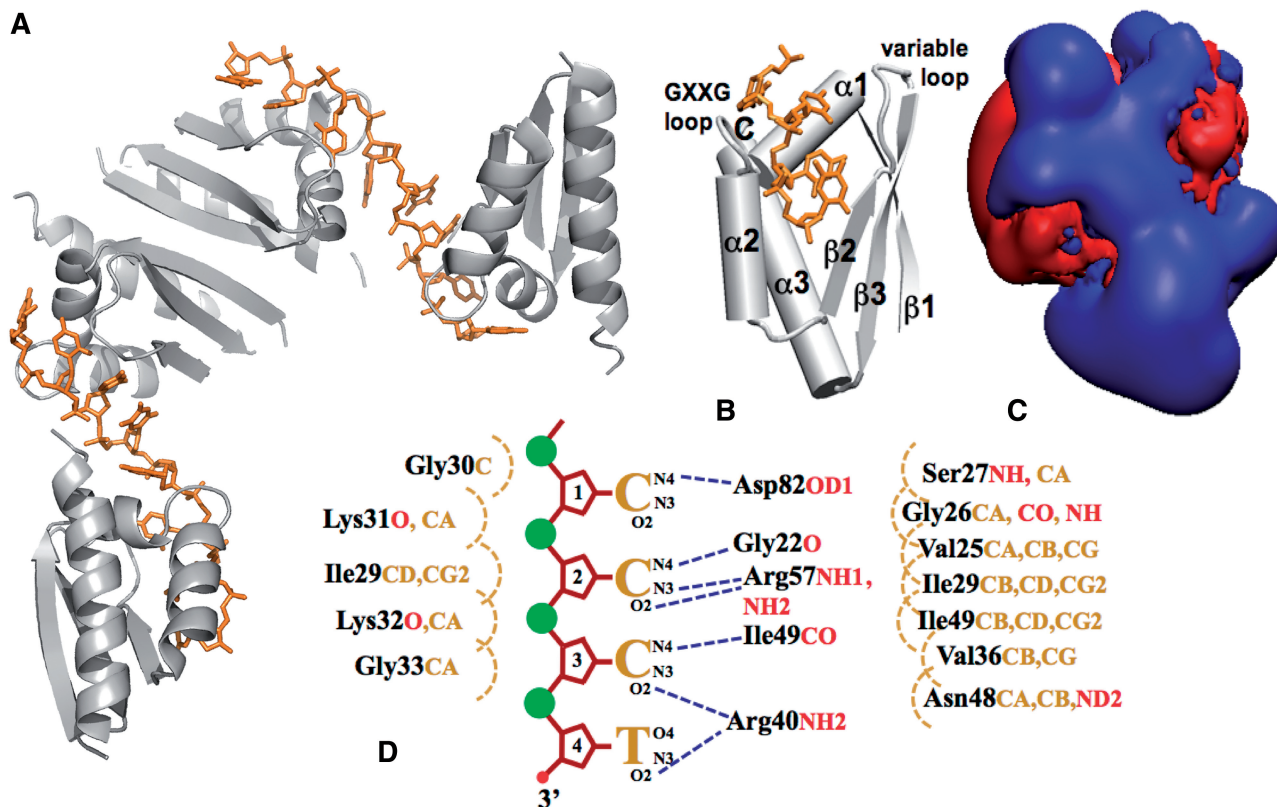 A
GXXG
loop
C
α1
variable
loop
α2
α3
β2
β3
β1
B
C
Gly30C
Lys31O, CA
Ile29CD,CG2
Lys32O,CA
Gly33CA
1
C
N4
N3
O2
2
C
N4
N3
O2
3
C
N4
N3
O2
4
T
O4
N3
O2
3’
Asp82OD1
Gly22O
Arg57NH1,
NH2
Ile49CO
Arg40NH2
Ser27NH, CA
Gly26CA, CO, NH
Val25CA,CB,CG
Ile29CB,CD,CG2
Ile49CB,CD,CG2
Val36CB,CG
Asn48CA,CB,ND2
D